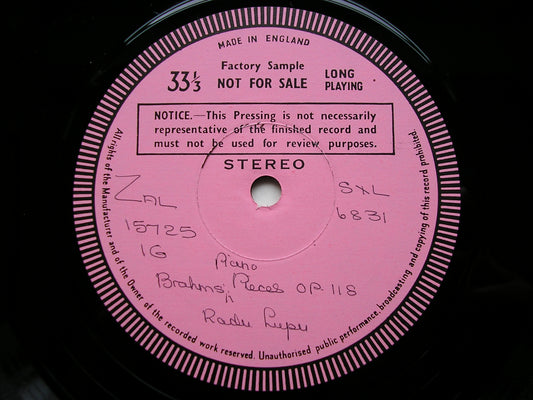 MADE IN ENGLAND
Factory Sample
33⅓ NOT FOR SALE LONG PLAYING
NOTICE.—This Pressing is not necessarily
representative of the finished record and
must not be used for review purposes.
STEREO
ZAL
15725
1G
SXL
6831
Piano
Brahms Pieces OP. 118
Radu Lupu
All rights of the Manufacturer and of the Owner of the recorded work reserved. Unauthorised public performance, broadcasting and copying of this record prohibited.